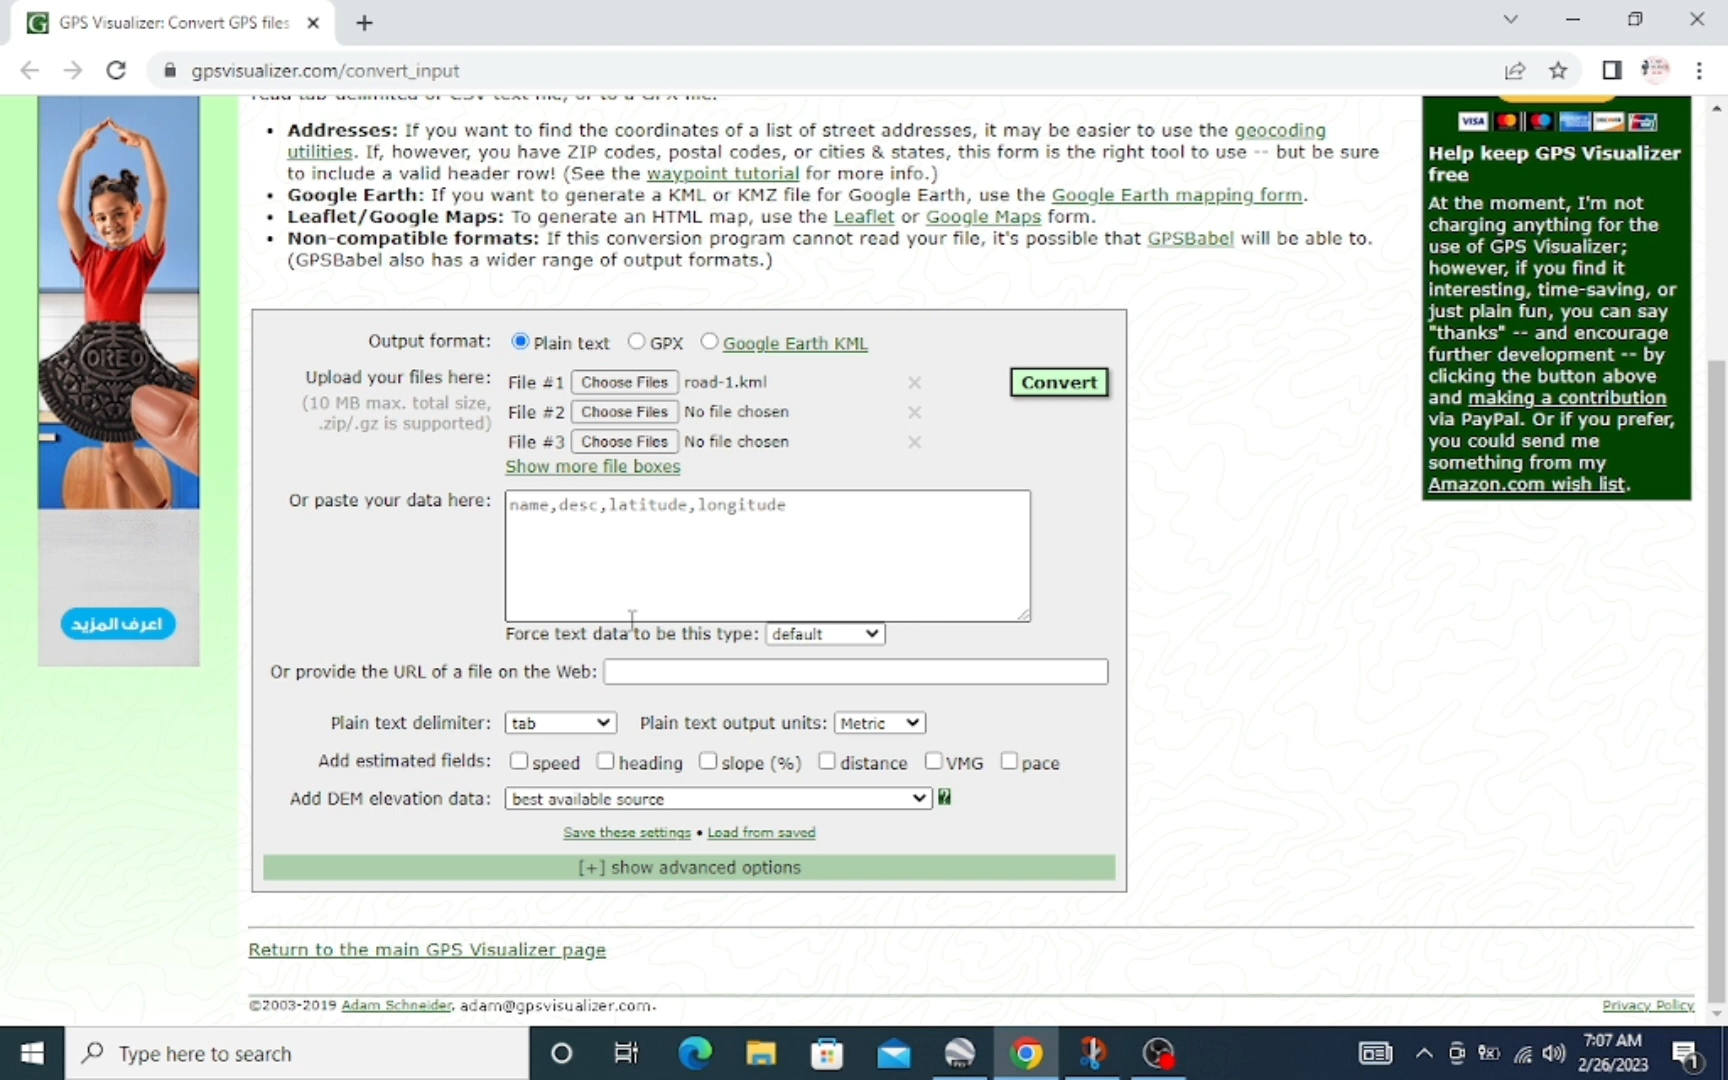 GPS Visualizer: Convert GPS files
gpsvisualizer.com/convert_input
read tab-delimited or CSV text file, or to a GPX file.
• Addresses: If you want to find the coordinates of a list of street addresses, it may be easier to use the geocoding
utilities. If, however, you have ZIP codes, postal codes, or cities & states, this form is the right tool to use -- but be sure
to include a valid header row! (See the waypoint tutorial for more info.)
• Google Earth: If you want to generate a KML or KMZ file for Google Earth, use the Google Earth mapping form.
• Leaflet/Google Maps: To generate an HTML map, use the Leaflet or Google Maps form.
• Non-compatible formats: If this conversion program cannot read your file, it's possible that GPSBabel will be able to.
(GPSBabel also has a wider range of output formats.)
OREO
اعرف المزيد
Output format: Plain text GPX Google Earth KML
Upload your files here: File #1 Choose Files road-1.kml
Convert
(10 MB max. total size,
.zip/.gz is supported)
File #2 Choose Files No file chosen
File #3 Choose Files No file chosen
Show more file boxes
Or paste your data here: name,desc,latitude,longitude
Force text data to be this type: default
Or provide the URL of a file on the Web:
Plain text delimiter: tab Plain text output units: Metric
Add estimated fields: speed heading slope (%) distance VMG pace
Add DEM elevation data: best available source ?
Save these settings • Load from saved
[+] show advanced options
VISA
Help keep GPS Visualizer
free
At the moment, I'm not
charging anything for the
use of GPS Visualizer;
however, if you find it
interesting, time-saving, or
just plain fun, you can say
"thanks" -- and encourage
further development -- by
clicking the button above
and making a contribution
via PayPal. Or if you prefer,
you could send me
something from my
Amazon.com wish list.
Return to the main GPS Visualizer page
©2003-2019 Adam Schneider, adam@gpsvisualizer.com.
Privacy Policy
Type here to search
7:07 AM
2/26/2023
1